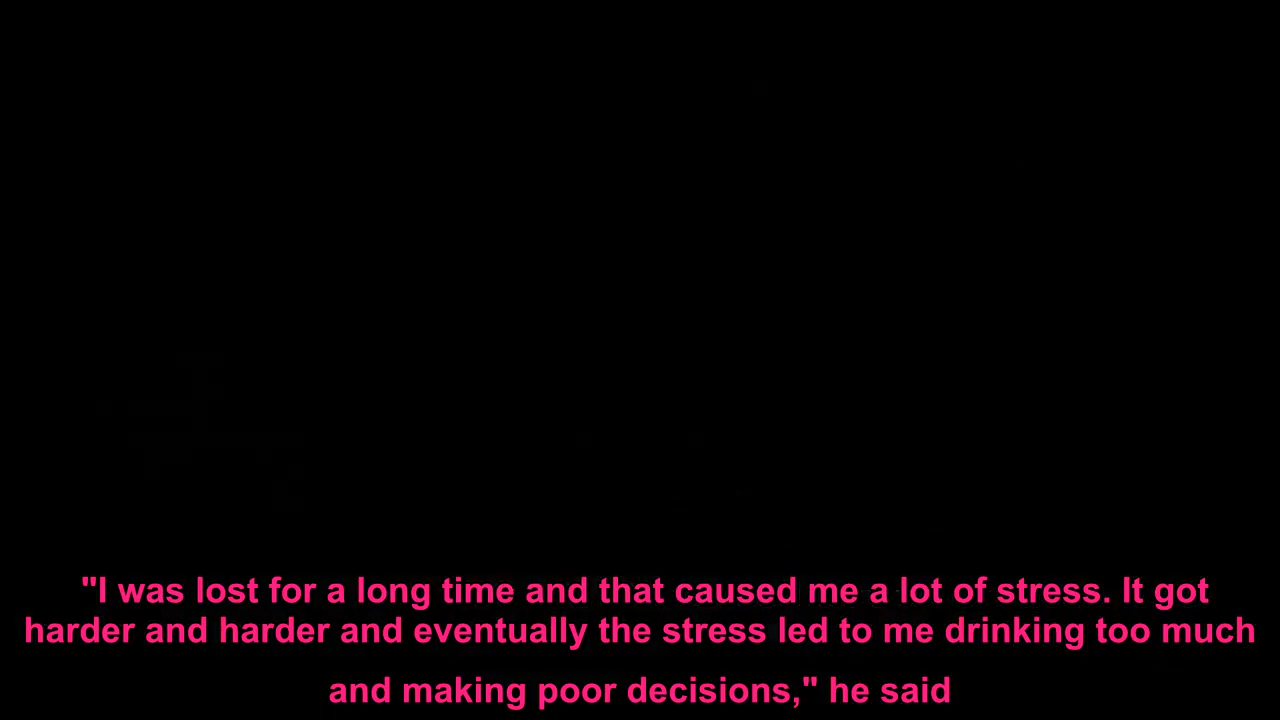 "I was lost for a long time and that caused me a lot of stress. It got
harder and harder and eventually the stress led to me drinking too much
and making poor decisions," he said